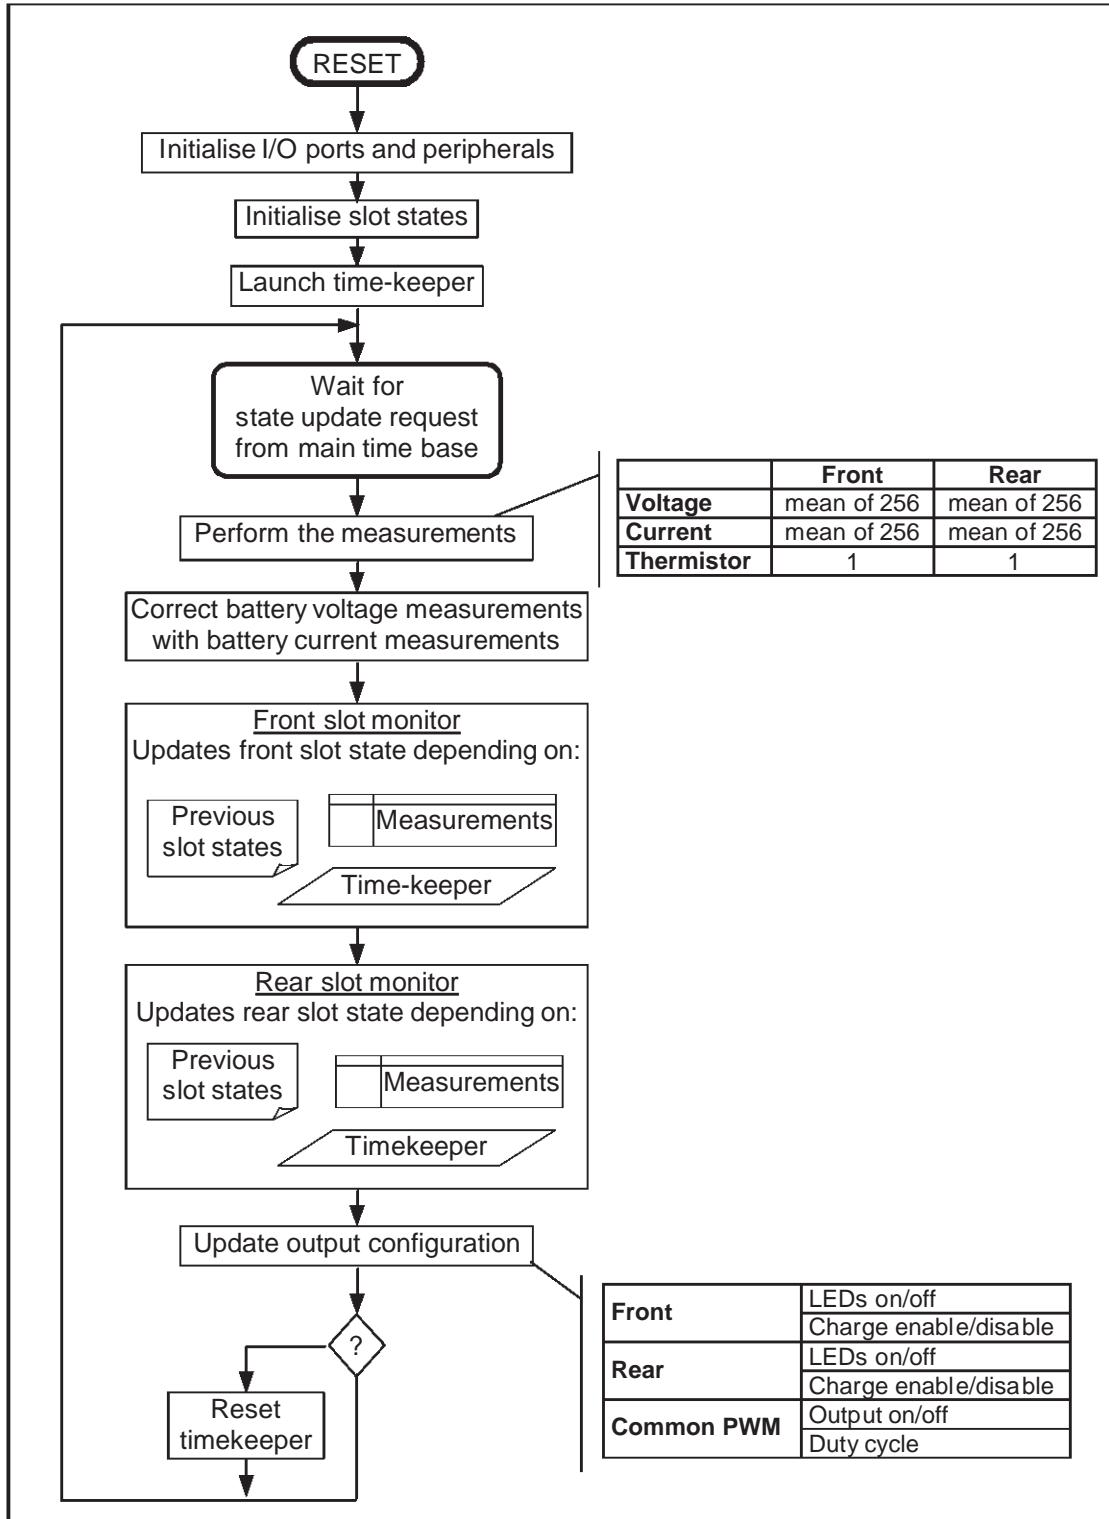 RESET
Initialise I/O ports and peripherals
Initialise slot states
Launch time-keeper
Wait for
state update request
from main time base
Front Rear
Voltage mean of 256 mean of 256
Current mean of 256 mean of 256
Thermistor 1 1
Perform the measurements
Correct battery voltage measurements
with battery current measurements
Front slot monitor
Updates front slot state depending on:
Previous
slot states
Measurements
Time-keeper
Rear slot monitor
Updates rear slot state depending on:
Previous
slot states
Measurements
Timekeeper
Update output configuration
Front
LEDs on/off
Charge enable/disable
Rear
LEDs on/off
Charge enable/disable
Common PWM
Output on/off
Duty cycle
?
Reset
timekeeper